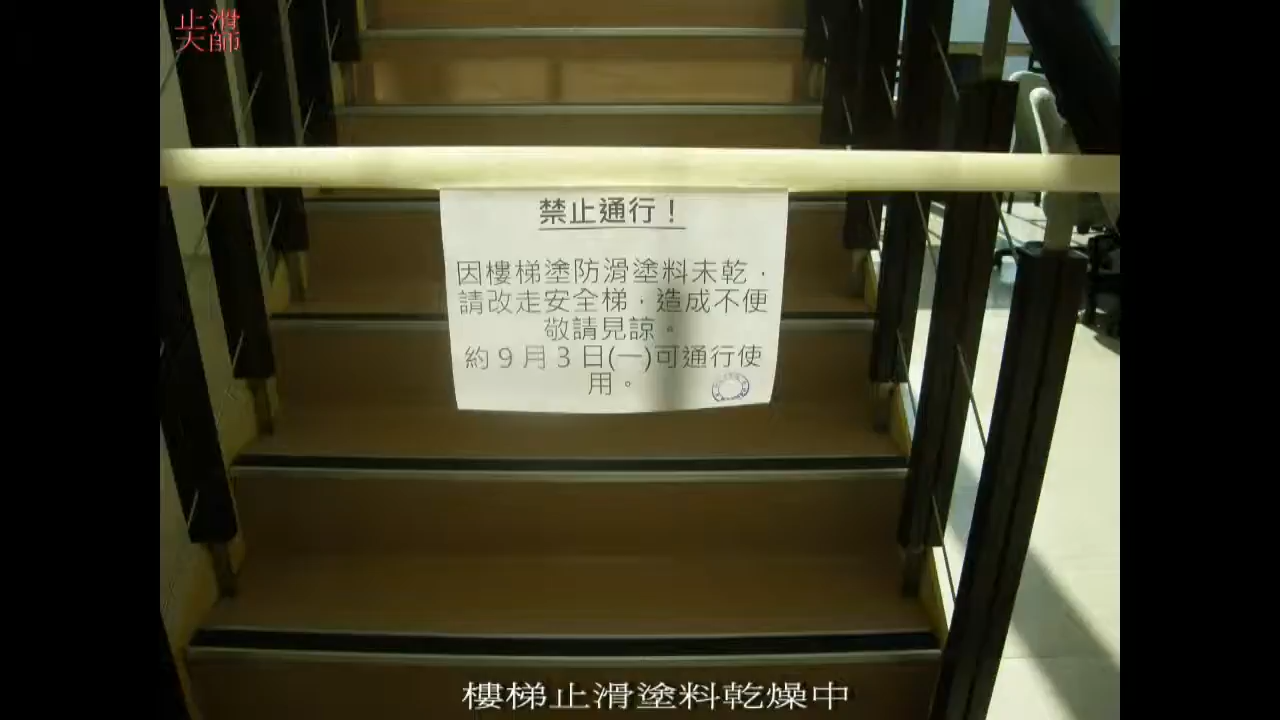 止滑
大師
禁止通行！
因樓梯塗防滑塗料未乾，
請改走安全梯，造成不便
敬請見諒。
約9月3日(一)可通行使
用。
樓梯止滑塗料乾燥中